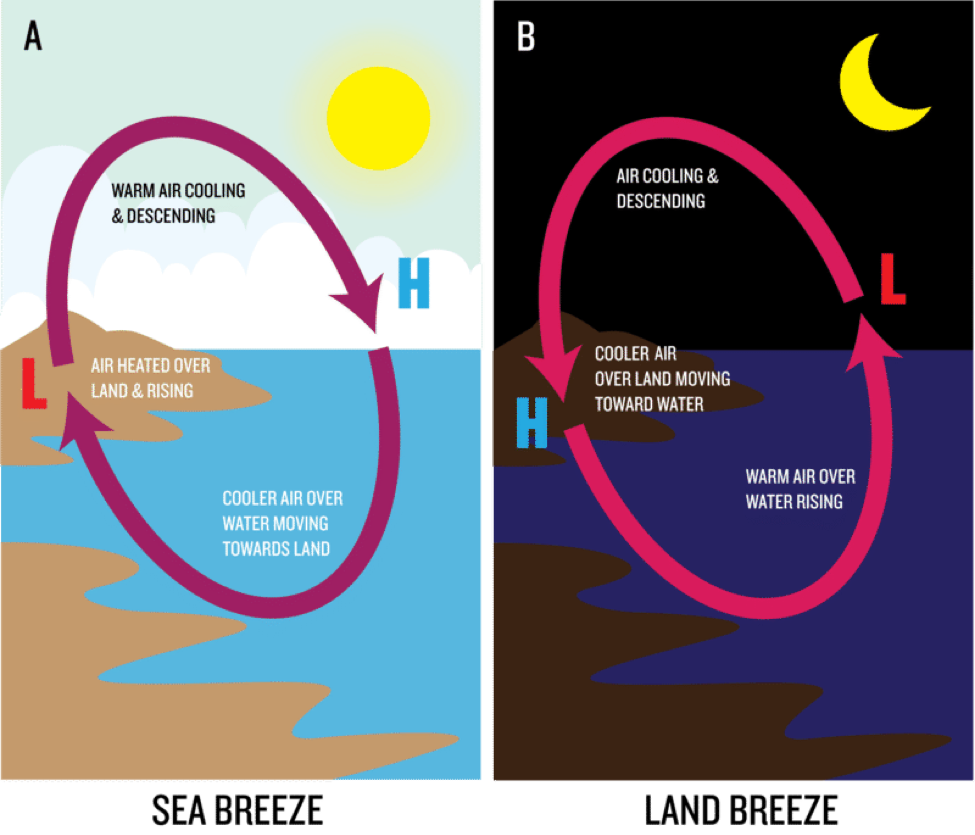 A
WARM AIR COOLING
& DESCENDING
H
L
AIR HEATED OVER
LAND & RISING
COOLER AIR OVER
WATER MOVING
TOWARDS LAND
SEA BREEZE
B
AIR COOLING &
DESCENDING
L
COOLER AIR
OVER LAND MOVING
TOWARD WATER
H
WARM AIR OVER
WATER RISING
LAND BREEZE